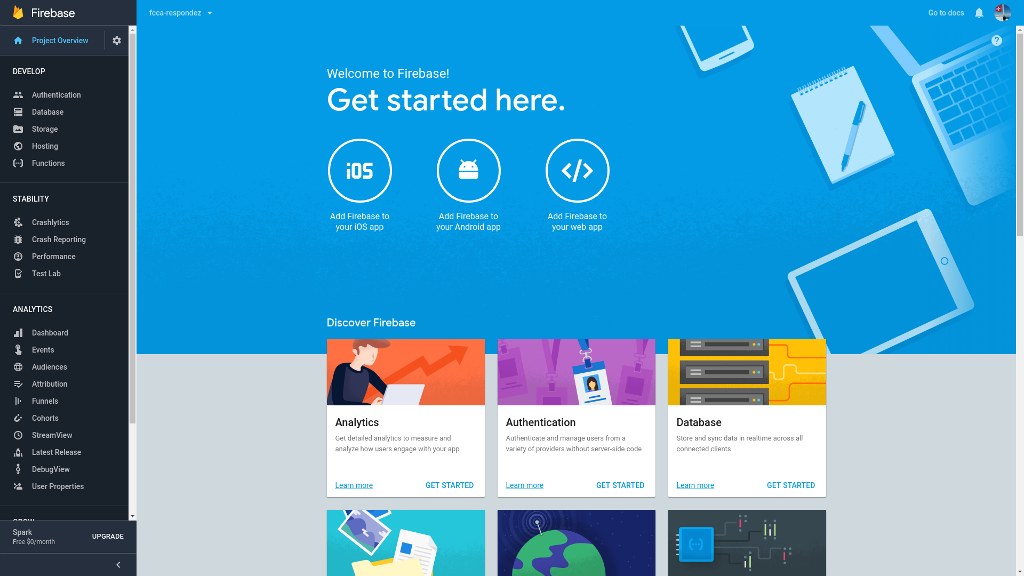 Firebase
fcca-respondez
Go to docs
Project Overview
DEVELOP
Authentication
Database
Storage
Hosting
Functions
STABILITY
Crashlytics
Crash Reporting
Performance
Test Lab
ANALYTICS
Dashboard
Events
Audiences
Attribution
Funnels
Cohorts
StreamView
Latest Release
DebugView
User Properties
Spark
Free $0/month
UPGRADE
Welcome to Firebase!
Get started here.
iOS
Add Firebase to
your iOS app
Add Firebase to
your Android app
</>
Add Firebase to
your web app
Discover Firebase
Analytics
Get detailed analytics to measure and
analyze how users engage with your app
Learn more
GET STARTED
Authentication
Authenticate and manage users from a
variety of providers without server-side code
Learn more
GET STARTED
Database
Store and sync data in realtime across all
connected clients
Learn more
GET STARTED